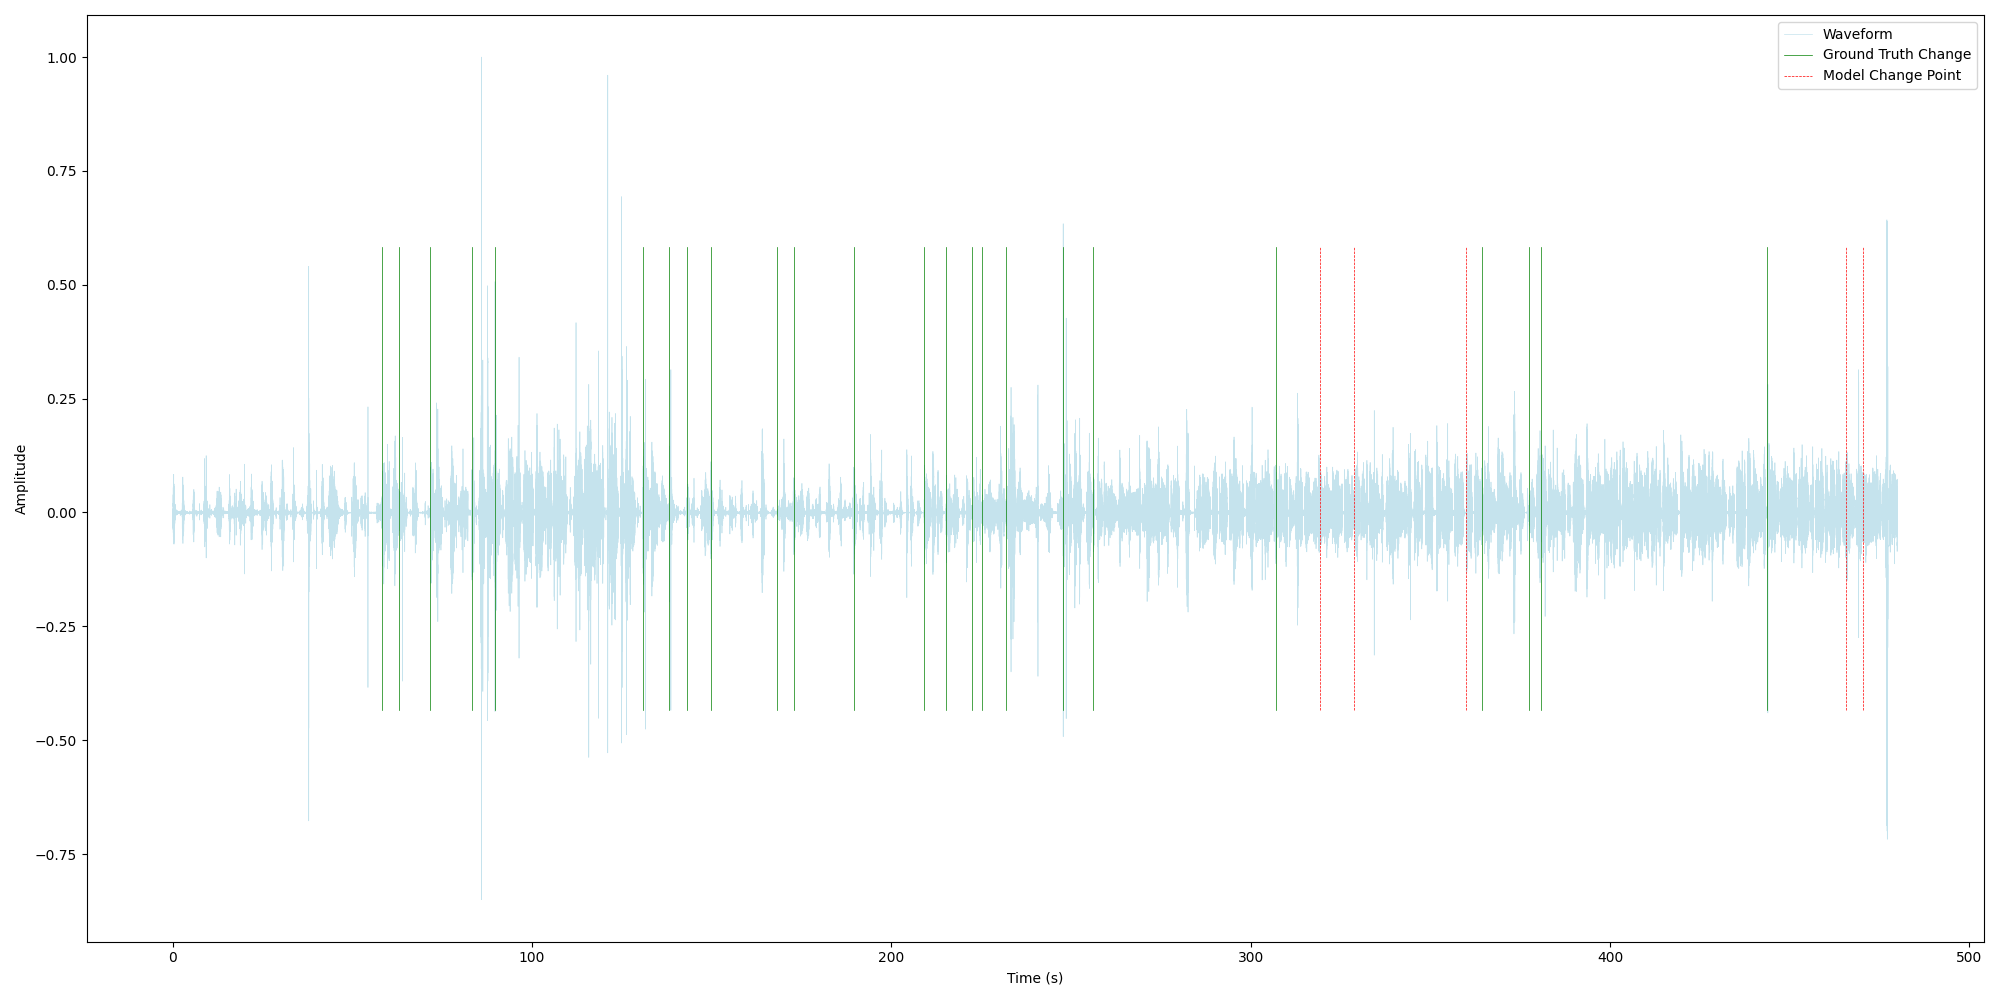 Waveform
Ground Truth Change
Model Change Point
1.00
0.75
0.50
0.25
0.00
−0.25
−0.50
−0.75
Amplitude
0 100 200 300 400 500
Time (s)